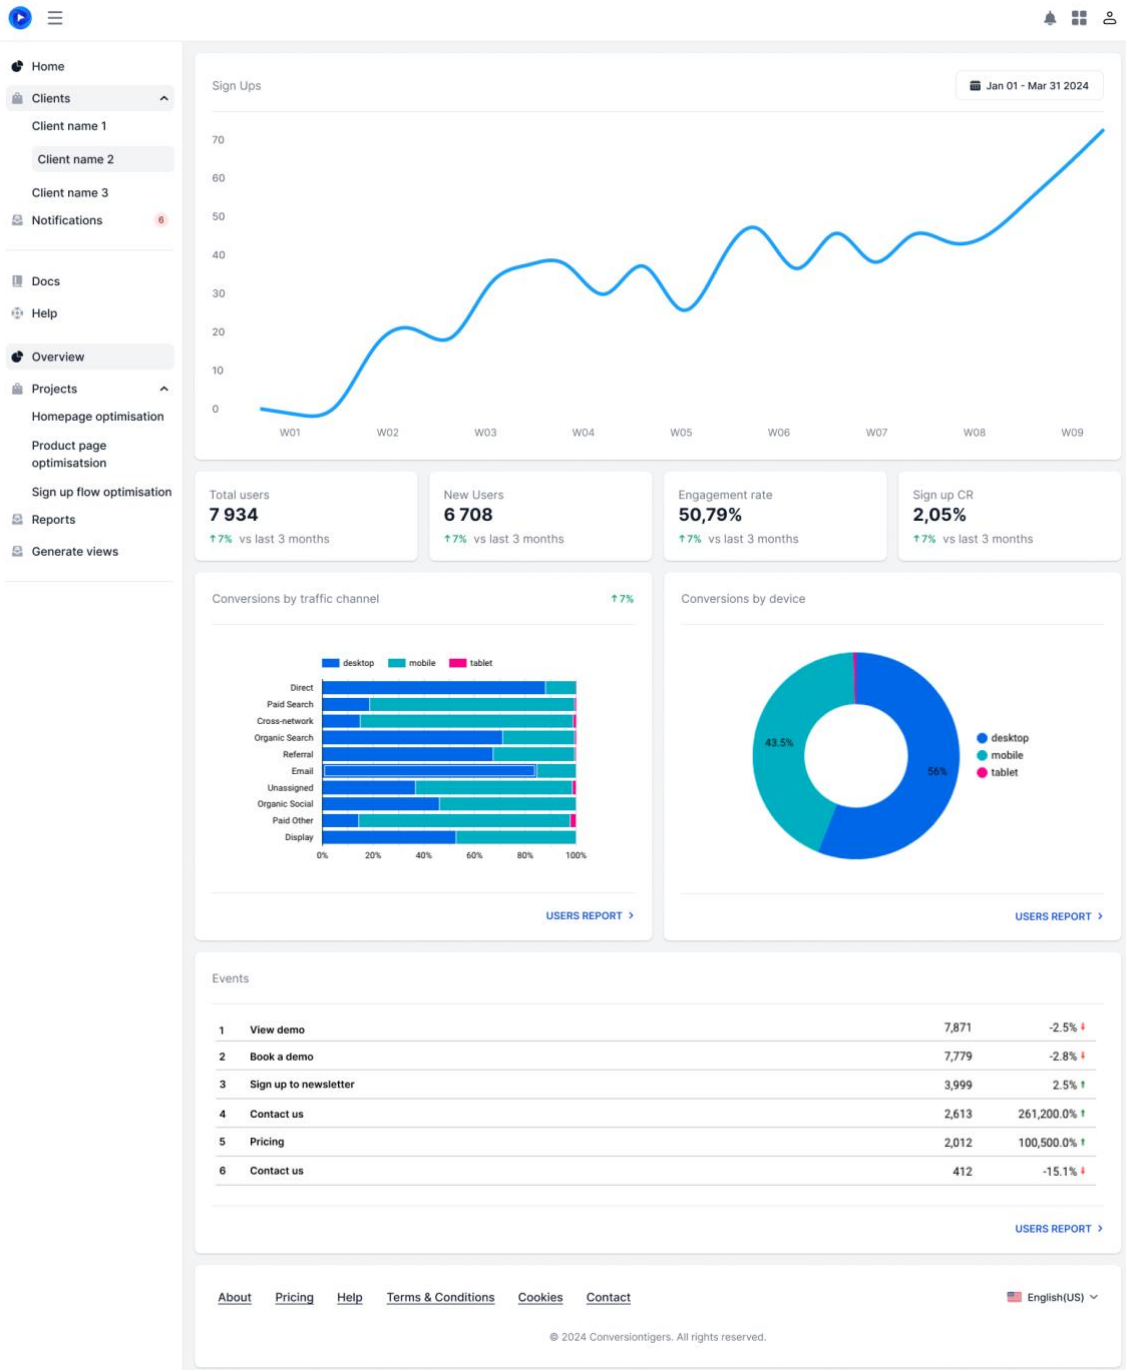 Home
Clients
Client name 1
Client name 2
Client name 3
Notifications 6
Docs
Help
Overview
Projects
Homepage optimisation
Product page
optimisatsion
Sign up flow optimisation
Reports
Generate views
Sign Ups
Jan 01 - Mar 31 2024
70
60
50
40
30
20
10
0
W01 W02 W03 W04 W05 W06 W07 W08 W09
Total users
7 934
↑7% vs last 3 months
New Users
6 708
↑7% vs last 3 months
Engagement rate
50,79%
↑7% vs last 3 months
Sign up CR
2,05%
↑7% vs last 3 months
Conversions by traffic channel ↑7%
desktop mobile tablet
Direct
Paid Search
Cross-network
Organic Search
Referral
Email
Unassigned
Organic Social
Paid Other
Display
0% 20% 40% 60% 80% 100%
USERS REPORT >
Conversions by device
43.5%
56%
desktop
mobile
tablet
USERS REPORT >
Events
1 View demo 7,871 -2.5%
2 Book a demo 7,779 -2.8%
3 Sign up to newsletter 3,999 2.5%
4 Contact us 2,613 261,200.0%
5 Pricing 2,012 100,500.0%
6 Contact us 412 -15.1%
USERS REPORT >
About Pricing Help Terms & Conditions Cookies Contact
English(US)
© 2024 Conversiontigers. All rights reserved.